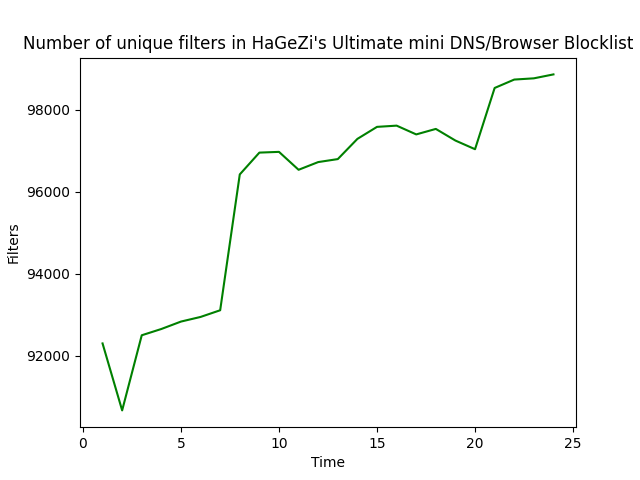 Number of unique filters in HaGeZi's Ultimate mini DNS/Browser Blocklist
98000
96000
94000
92000
Filters
0 5 10 15 20 25
Time